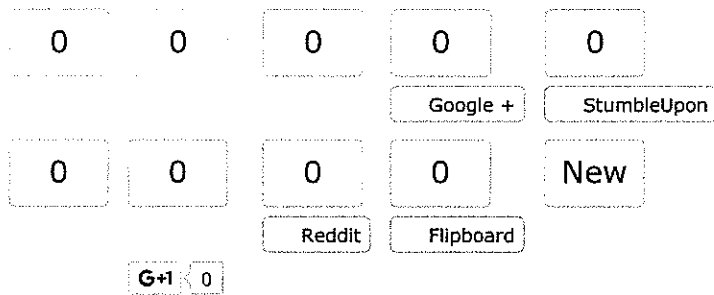 0 0 0 0 0
Google + StumbleUpon
0 0 0 0 New
Reddit Flipboard
G+1 0